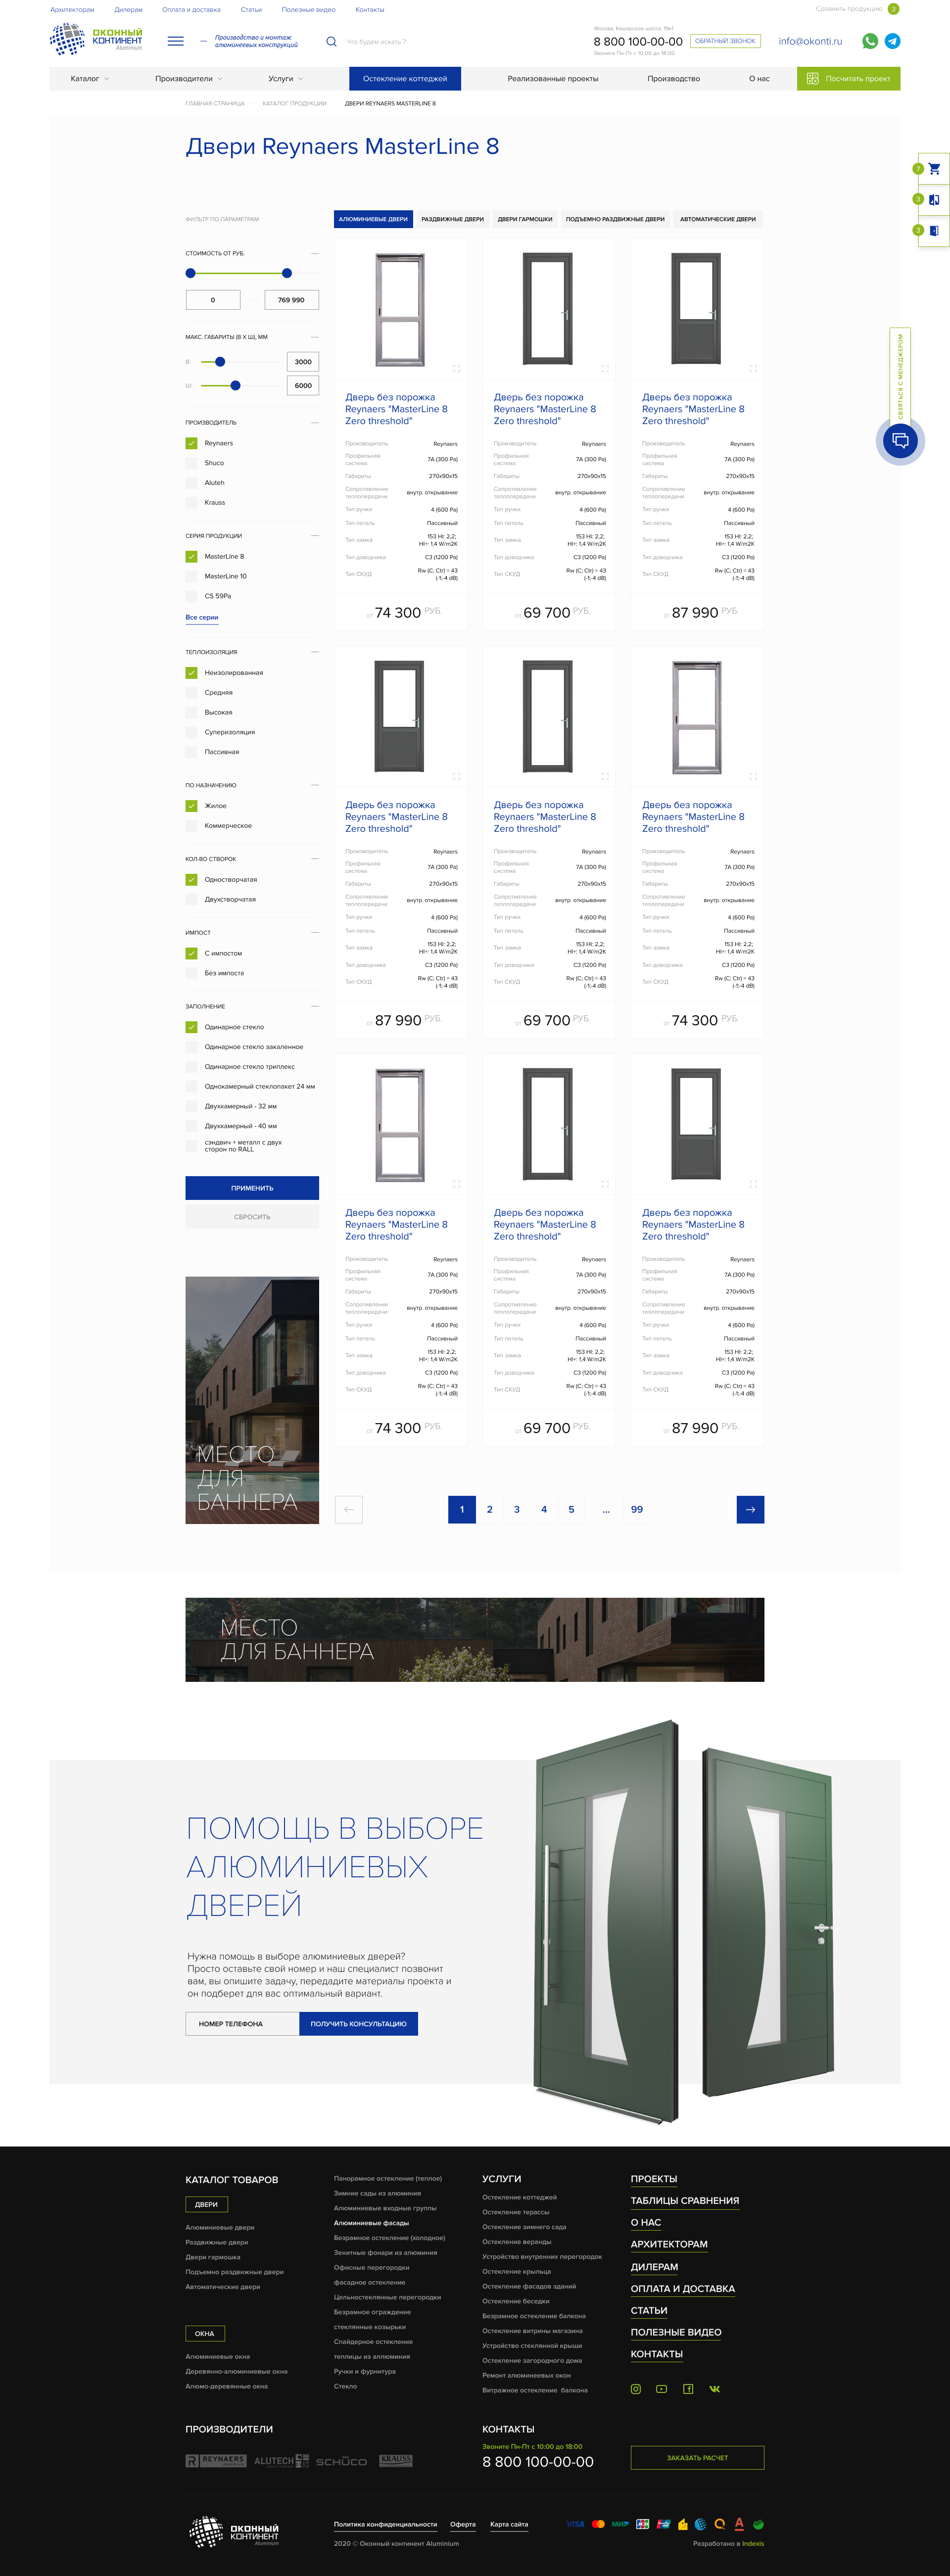 Архитекторам Дилерам Оплата и доставка Статьи Полезные видео Контакты
Сравнить продукцию 3
ОКОННЫЙ
КОНТИНЕНТ
Aluminium
Производство и монтаж
алюминеевых конструкций
Что будем искать ?
Москва, Каширское шоссе, 19к1
8 800 100-00-00
Звоните Пн-Пт с 10:00 до 18:00
ОБРАТНЫЙ ЗВОНОК
info@okonti.ru
Каталог Производители Услуги Остекление коттеджей Реализованные проекты Производство О нас Посчитать проект
ГЛАВНАЯ СТРАНИЦА КАТАЛОГ ПРОДУКЦИИ ДВЕРИ REYNAERS MASTERLINE 8
Двери Reynaers MasterLine 8
7
3
3
СВЯЗТЬСЯ С МЕНЕДЖЕРОМ
ФИЛЬТР ПО ПАРАМЕТРАМ
СТОИМОСТЬ ОТ РУБ.
0 769 990
МАКС. ГАБАРИТЫ (В Х Ш), ММ
В: 3000
Ш: 6000
ПРОИЗВОДИТЕЛЬ
Reynaers
Shuco
Aluteh
Krauss
СЕРИЯ ПРОДУКЦИИ
MasterLine 8
MasterLine 10
CS 59Pa
Все серии
ТЕПЛОИЗОЛЯЦИЯ
Неизолированная
Средняя
Высокая
Суперизоляция
Пассивная
ПО НАЗНАЧЕНИЮ
Жилое
Коммерческое
КОЛ-ВО СТВОРОК
Одностворчатая
Двухстворчатая
ИМПОСТ
С импостом
Без импоста
ЗАПОЛНЕНИЕ
Одинарное стекло
Одинарное стекло закаленное
Одинарное стекло триплекс
Однокамерный стеклопакет 24 мм
Двухкамерный - 32 мм
Двухкамерный - 40 мм
сэндвич + металл с двух
сторон по RALL
ПРИМЕНИТЬ
СБРОСИТЬ
МЕСТО
ДЛЯ
БАННЕРА
АЛЮМИНИЕВЫЕ ДВЕРИ РАЗДВИЖНЫЕ ДВЕРИ ДВЕРИ ГАРМОШКИ ПОДЪЕМНО РАЗДВИЖНЫЕ ДВЕРИ АВТОМАТИЧЕСКИЕ ДВЕРИ
Дверь без порожка
Reynaers "MasterLine 8
Zero threshold"
Производитель Reynaers
Профильная
система 7A (300 Pa)
Габариты 270x90x15
Сопротивление
теплопередачи внутр. открывание
Тип ручки 4 (600 Pa)
Тип петель Пассивный
Тип замка 153 HI: 2,2;
HI+: 1,4 W/m2K
Тип доводчика C3 (1200 Pa)
Тип СКУД Rw (C; Ctr) = 43
(-1;-4 dB)
от 74 300 РУБ.
Дверь без порожка
Reynaers "MasterLine 8
Zero threshold"
Производитель Reynaers
Профильная
система 7A (300 Pa)
Габариты 270x90x15
Сопротивление
теплопередачи внутр. открывание
Тип ручки 4 (600 Pa)
Тип петель Пассивный
Тип замка 153 HI: 2,2;
HI+: 1,4 W/m2K
Тип доводчика C3 (1200 Pa)
Тип СКУД Rw (C; Ctr) = 43
(-1;-4 dB)
от 69 700 РУБ.
Дверь без порожка
Reynaers "MasterLine 8
Zero threshold"
Производитель Reynaers
Профильная
система 7A (300 Pa)
Габариты 270x90x15
Сопротивление
теплопередачи внутр. открывание
Тип ручки 4 (600 Pa)
Тип петель Пассивный
Тип замка 153 HI: 2,2;
HI+: 1,4 W/m2K
Тип доводчика C3 (1200 Pa)
Тип СКУД Rw (C; Ctr) = 43
(-1;-4 dB)
от 87 990 РУБ.
Дверь без порожка
Reynaers "MasterLine 8
Zero threshold"
Производитель Reynaers
Профильная
система 7A (300 Pa)
Габариты 270x90x15
Сопротивление
теплопередачи внутр. открывание
Тип ручки 4 (600 Pa)
Тип петель Пассивный
Тип замка 153 HI: 2,2;
HI+: 1,4 W/m2K
Тип доводчика C3 (1200 Pa)
Тип СКУД Rw (C; Ctr) = 43
(-1;-4 dB)
от 87 990 РУБ.
Дверь без порожка
Reynaers "MasterLine 8
Zero threshold"
Производитель Reynaers
Профильная
система 7A (300 Pa)
Габариты 270x90x15
Сопротивление
теплопередачи внутр. открывание
Тип ручки 4 (600 Pa)
Тип петель Пассивный
Тип замка 153 HI: 2,2;
HI+: 1,4 W/m2K
Тип доводчика C3 (1200 Pa)
Тип СКУД Rw (C; Ctr) = 43
(-1;-4 dB)
от 69 700 РУБ.
Дверь без порожка
Reynaers "MasterLine 8
Zero threshold"
Производитель Reynaers
Профильная
система 7A (300 Pa)
Габариты 270x90x15
Сопротивление
теплопередачи внутр. открывание
Тип ручки 4 (600 Pa)
Тип петель Пассивный
Тип замка 153 HI: 2,2;
HI+: 1,4 W/m2K
Тип доводчика C3 (1200 Pa)
Тип СКУД Rw (C; Ctr) = 43
(-1;-4 dB)
от 74 300 РУБ.
Дверь без порожка
Reynaers "MasterLine 8
Zero threshold"
Производитель Reynaers
Профильная
система 7A (300 Pa)
Габариты 270x90x15
Сопротивление
теплопередачи внутр. открывание
Тип ручки 4 (600 Pa)
Тип петель Пассивный
Тип замка 153 HI: 2,2;
HI+: 1,4 W/m2K
Тип доводчика C3 (1200 Pa)
Тип СКУД Rw (C; Ctr) = 43
(-1;-4 dB)
от 74 300 РУБ.
Дверь без порожка
Reynaers "MasterLine 8
Zero threshold"
Производитель Reynaers
Профильная
система 7A (300 Pa)
Габариты 270x90x15
Сопротивление
теплопередачи внутр. открывание
Тип ручки 4 (600 Pa)
Тип петель Пассивный
Тип замка 153 HI: 2,2;
HI+: 1,4 W/m2K
Тип доводчика C3 (1200 Pa)
Тип СКУД Rw (C; Ctr) = 43
(-1;-4 dB)
от 69 700 РУБ.
Дверь без порожка
Reynaers "MasterLine 8
Zero threshold"
Производитель Reynaers
Профильная
система 7A (300 Pa)
Габариты 270x90x15
Сопротивление
теплопередачи внутр. открывание
Тип ручки 4 (600 Pa)
Тип петель Пассивный
Тип замка 153 HI: 2,2;
HI+: 1,4 W/m2K
Тип доводчика C3 (1200 Pa)
Тип СКУД Rw (C; Ctr) = 43
(-1;-4 dB)
от 87 990 РУБ.
1 2 3 4 5 ... 99
МЕСТО
ДЛЯ БАННЕРА
ПОМОЩЬ В ВЫБОРЕ
АЛЮМИНИЕВЫХ
ДВЕРЕЙ
Нужна помощь в выборе алюминиевых дверей?
Просто оставьте свой номер и наш специалист позвонит
вам, вы опишите задачу, передадите материалы проекта и
он подберет для вас оптимальный вариант.
НОМЕР ТЕЛЕФОНА ПОЛУЧИТЬ КОНСУЛЬТАЦИЮ
КАТАЛОГ ТОВАРОВ
ДВЕРИ
Алюминиевые двери
Раздвижные двери
Двери гармошка
Подъемно раздвижные двери
Автоматические двери
ОКНА
Алюминиевые окна
Деревянно-алюминиевые окна
Алюмо-деревянные окна
Панорамное остекление (теплое)
Зимние сады из алюминия
Алюминиевые входные группы
Алюминиевые фасады
Безрамное остекление (холодное)
Зенитные фонари из алюминия
Офисные перегородки
фасадное остекление
Цельностеклянные перегородки
Безрамное ограждение
стеклянные козырьки
Спайдерное остекление
теплицы из аллюминия
Ручки и фурнитура
Стекло
УСЛУГИ
Остекление коттеджей
Остекление терассы
Остекление зимнего сада
Остекление веранды
Устройство внутренних перегородок
Остекление крыльца
Остекление фасадов зданий
Остекление беседки
Безрамное остекление балкона
Остекление витрины магазина
Устройство стеклянной крыши
Остекление загородного дома
Ремонт алюминеевых окон
Витражное остекление балкона
ПРОЕКТЫ
ТАБЛИЦЫ СРАВНЕНИЯ
О НАС
АРХИТЕКТОРАМ
ДИЛЕРАМ
ОПЛАТА И ДОСТАВКА
СТАТЬИ
ПОЛЕЗНЫЕ ВИДЕО
КОНТАКТЫ
ПРОИЗВОДИТЕЛИ
REYNAERS ALUTECH SCHÜCO KRAUSS
КОНТАКТЫ
Звоните Пн-Пт с 10:00 до 18:00
8 800 100-00-00
ЗАКАЗАТЬ РАСЧЕТ
ОКОННЫЙ
КОНТИНЕНТ
Aluminium
Политика конфиденциальности Оферта Карта сайта
2020 © Оконный континент Aluminium
VISA МИР JCB
Разработано в Indexis